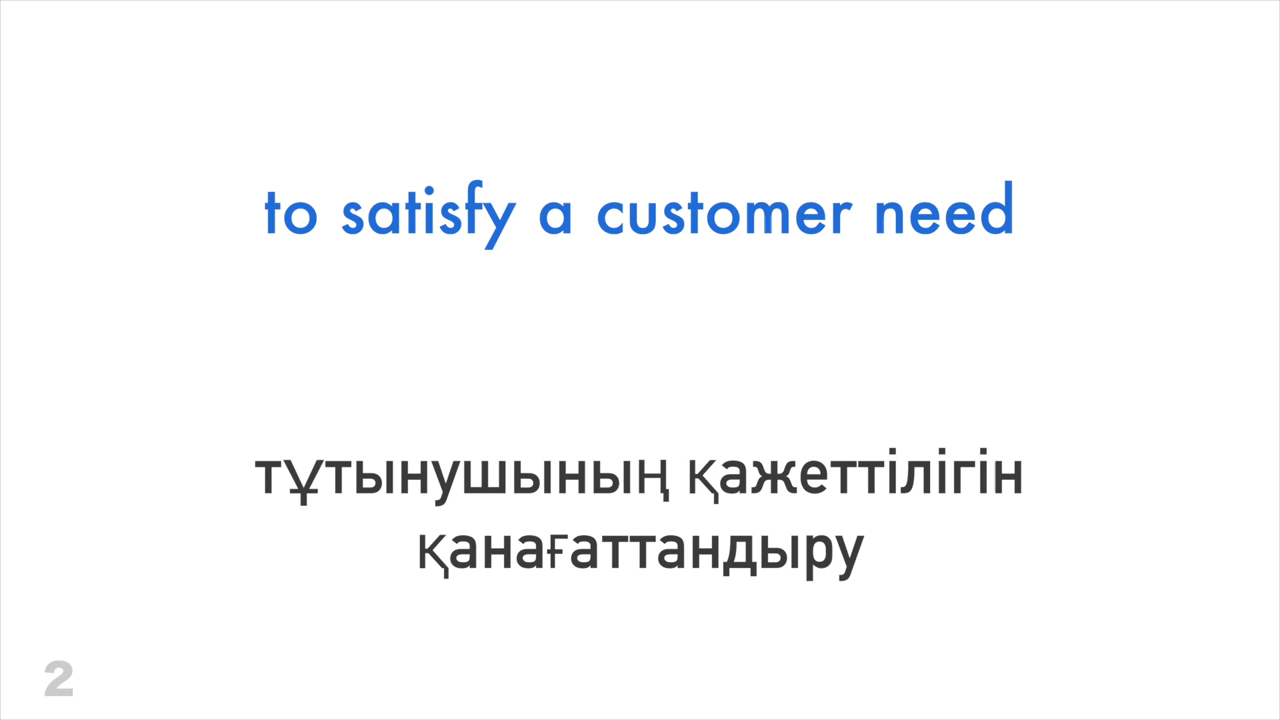 to satisfy a customer need
тұтынушының қажеттілігін
қанағаттандыру
2